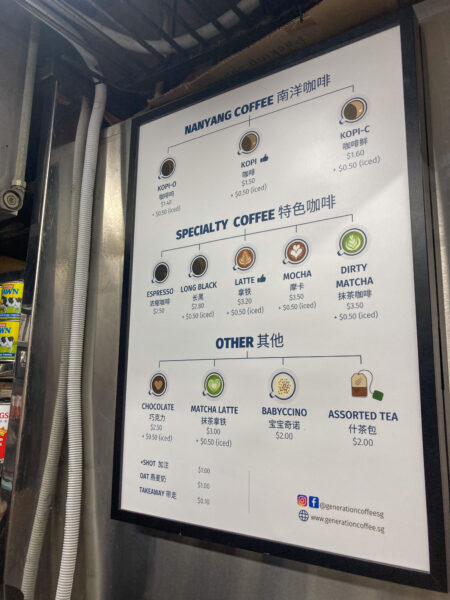 NANYANG COFFEE 南洋咖啡
KOPI-O
咖啡乌
$1.40
+ $0.50 (iced)
KOPI
咖啡
$1.50
+ $0.50 (iced)
KOPI-C
咖啡鲜
$1.60
+ $0.50 (iced)
SPECIALTY COFFEE 特色咖啡
ESPRESSO
浓缩咖啡
$2.50
LONG BLACK
长黑
$2.80
+ $0.50 (iced)
LATTE
拿铁
$3.20
+ $0.50 (iced)
MOCHA
摩卡
$3.50
+ $0.50 (iced)
DIRTY
MATCHA
抹茶咖啡
$3.50
+ $0.50 (iced)
OTHER 其他
CHOCOLATE
巧克力
$2.50
+ $0.50 (iced)
MATCHA LATTE
抹茶拿铁
$3.00
+ $0.50 (iced)
BABYCCINO
宝宝奇诺
$2.00
ASSORTED TEA
什茶包
$2.00
+SHOT 加注 $1.00
OAT 燕麦奶 $1.00
TAKEAWAY 带走 $0.10
@generationcoffeesg
www.generationcoffee.sg